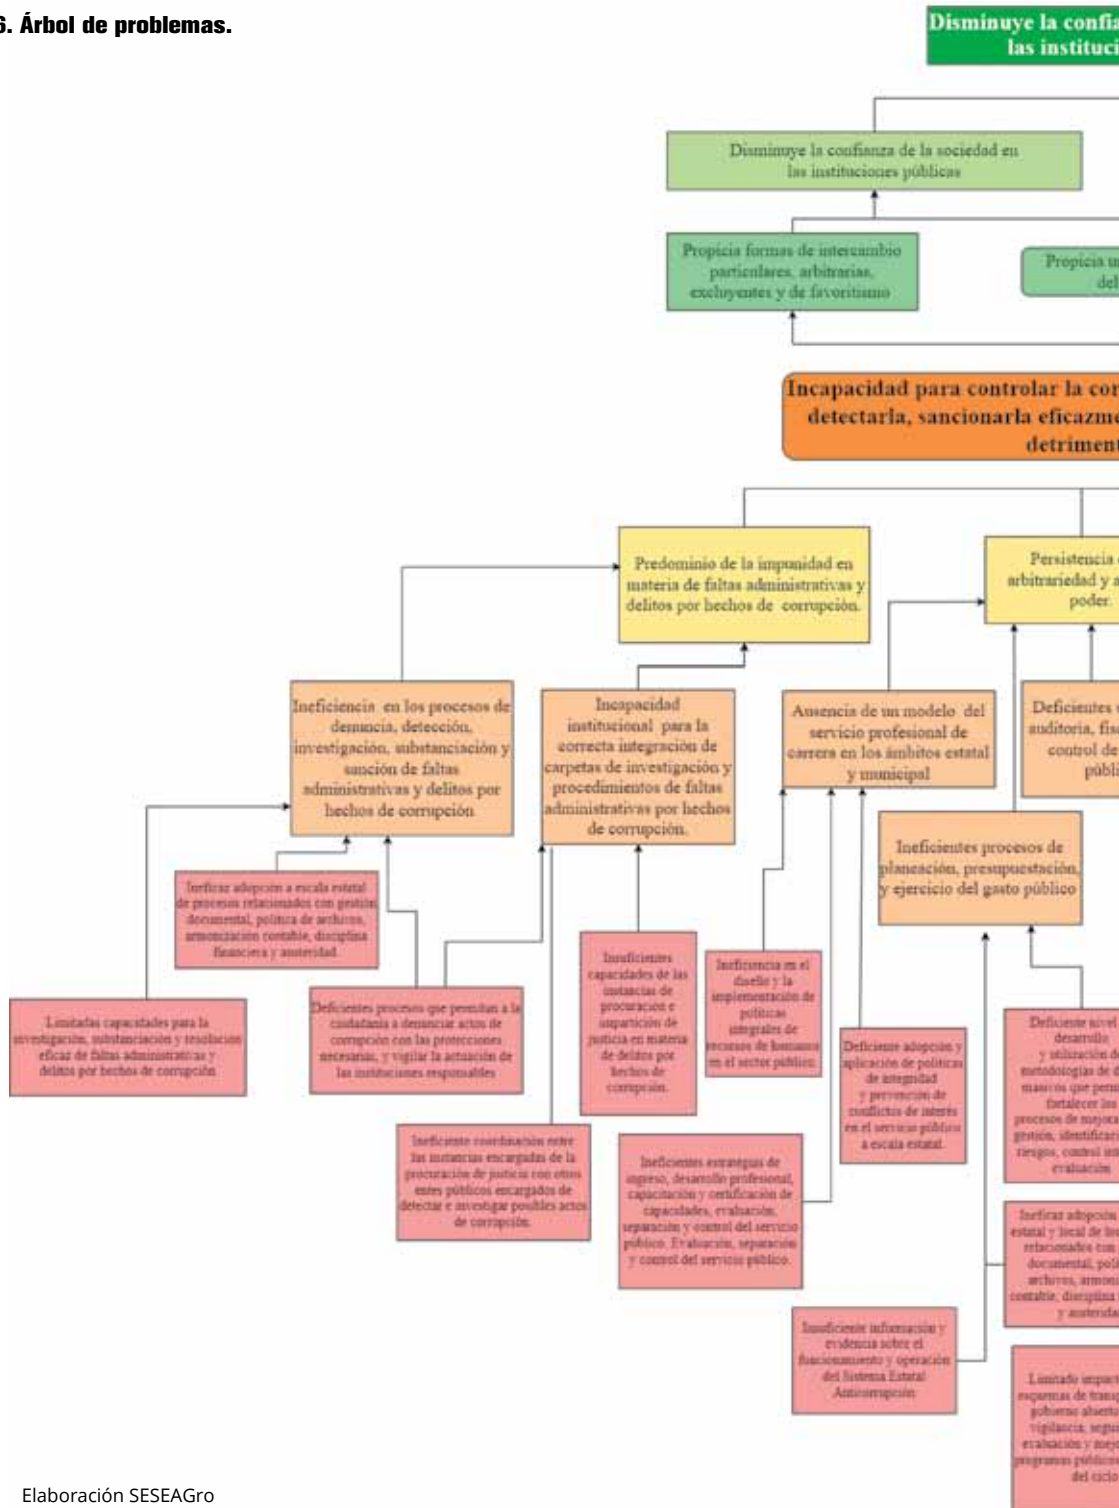 6. Árbol de problemas.
Disminuye la confia
las instituci
Disminuye la confianza de la sociedad en
las instituciones públicas
Propicia formas de intercambio
particulares, arbitrarias,
excluyentes y de favoritismo
Propicia un
del
Incapacidad para controlar la cor
detectarla, sancionarla eficazme
detriment
Predominio de la impunidad en
materia de faltas administrativas y
delitos por hechos de corrupción.
Persistencia
arbitrariedad y a
poder.
Ineficiencia en los procesos de
denuncia, detección,
investigación, substanciación y
sanción de faltas
administrativas y delitos por
hechos de corrupción
Incapacidad
institucional para la
correcta integración de
carpetas de investigación y
procedimientos de faltas
administrativas por hechos
de corrupción.
Ausencia de un modelo del
servicio profesional de
carrera en los ámbitos estatal
y municipal
Deficientes
auditoria, fisc
control de
públi
Ineficientes procesos de
planeación, presupuestación,
y ejercicio del gasto público
Ineficaz adopción a escala estatal
de procesos relacionados con gestión
documental, política de archivos,
armonización contable, disciplina
financiera y austeridad.
Limitadas capacidades para la
investigación, substanciación y resolución
eficaz de faltas administrativas y
delitos por hechos de corrupción
Deficientes procesos que permitan a la
ciudadanía a denunciar actos de
corrupción con las protecciones
necesarias, y vigilar la actuación de
las instituciones responsables
Insuficientes
capacidades de las
instancias de
procuración e
impartición de
justicia en materia
de delitos por
hechos de
corrupción.
Ineficiencia en el
diseño y la
implementación de
políticas
integrales de
recursos de humanos
en el sector público.
Deficiente adopción y
aplicación de políticas
de integridad
y prevención de
conflictos de interés
en el servicio público
a escala estatal.
Deficiente nivel
desarrollo
y utilización de
metodologías de d
masivos que permi
fortalecer los
procesos de mejora
gestión, identificac
riesgos, control int
evaluación
Ineficiente coordinación entre
las instancias encargadas de la
procuración de justicia con otros
entes públicos encargados de
detectar e investigar posibles actos
de corrupción.
Ineficientes estrategias de
ingreso, desarrollo profesional,
capacitación y certificación de
capacidades, evaluación,
separación y control del servicio
público. Evaluación, separación
y control del servicio público.
Ineficaz adopción
estatal y local de los
relacionados con
documental, polí
archivos, armoni
contable, disciplina
y austerida
Insuficiente información y
evidencia sobre el
funcionamiento y operación
del Sistema Estatal
Anticorrupción
Limitado impact
esquemas de transp
gobierno abierto
vigilancia, segui
evaluación y mejo
programas públicos
del ciclo
Elaboración SESEAGro